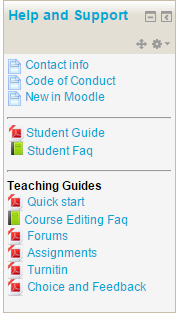 Help and Support
Contact info
Code of Conduct
New in Moodle
Student Guide
Student Faq
Teaching Guides
Quick start
Course Editing Faq
Forums
Assignments
Turnitin
Choice and Feedback